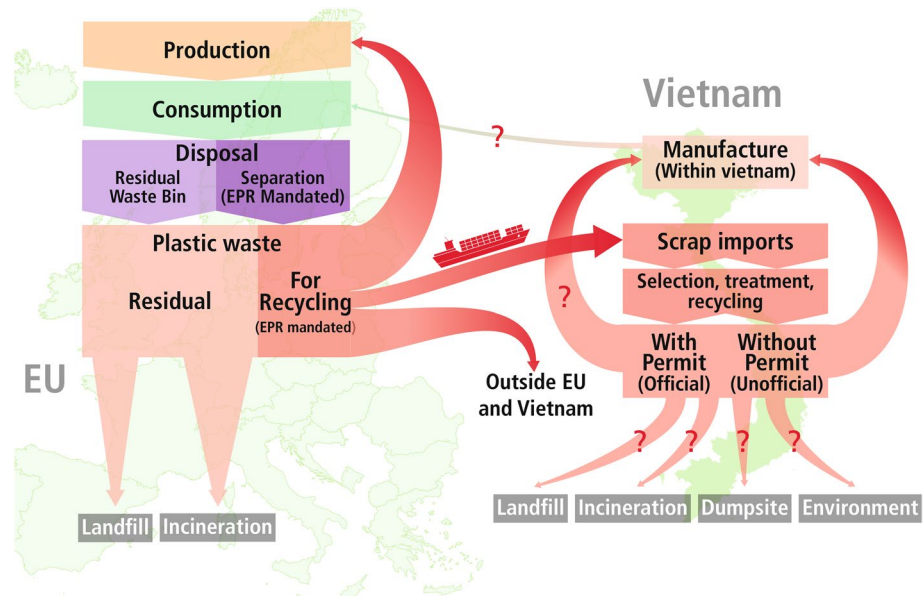 Production
Consumption
Disposal
Residual
Waste Bin
Separation
(EPR Mandated)
Plastic waste
Residual
For
Recycling
(EPR mandated)
EU
Landfill
Incineration
Outside EU
and Vietnam
Vietnam
?
Manufacture
(Within vietnam)
Scrap imports
Selection, treatment,
recycling
?
With
Permit
(Official)
Without
Permit
(Unofficial)
?
?
?
?
Landfill
Incineration
Dumpsite
Environment